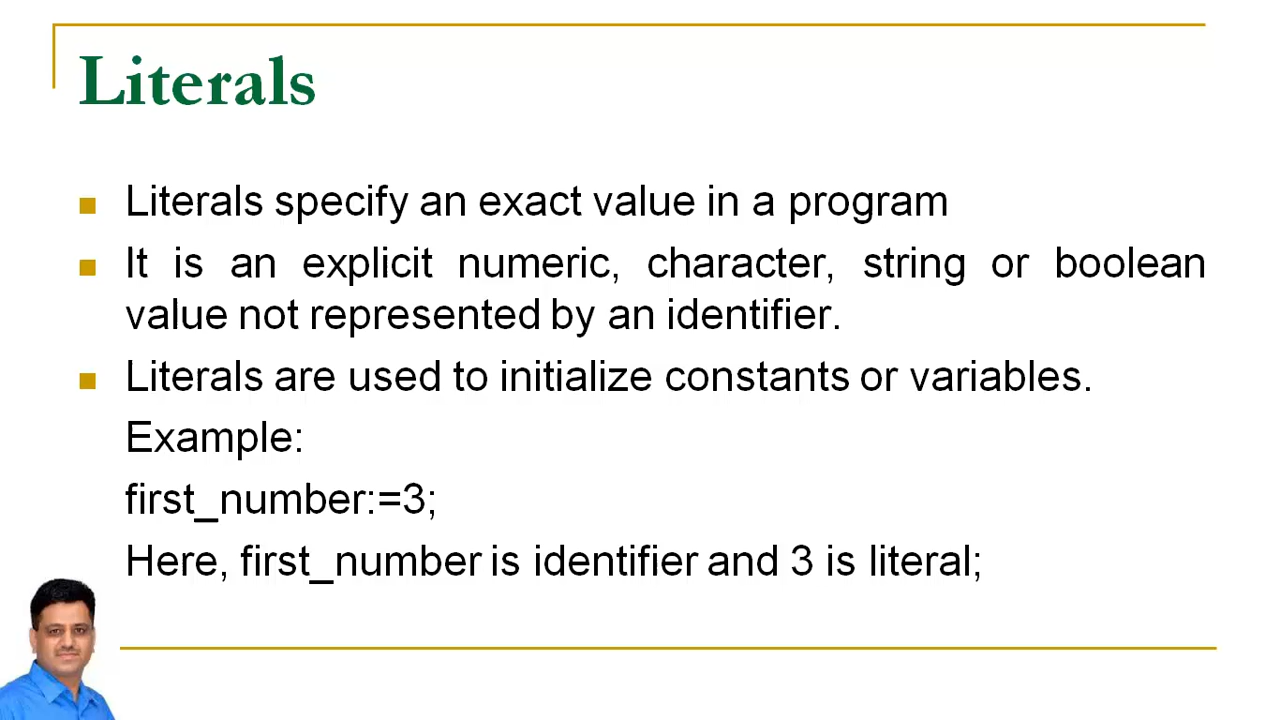 Literals
Literals specify an exact value in a program
It is an explicit numeric, character, string or boolean
value not represented by an identifier.
Literals are used to initialize constants or variables.
Example:
first_number:=3;
Here, first_number is identifier and 3 is literal;